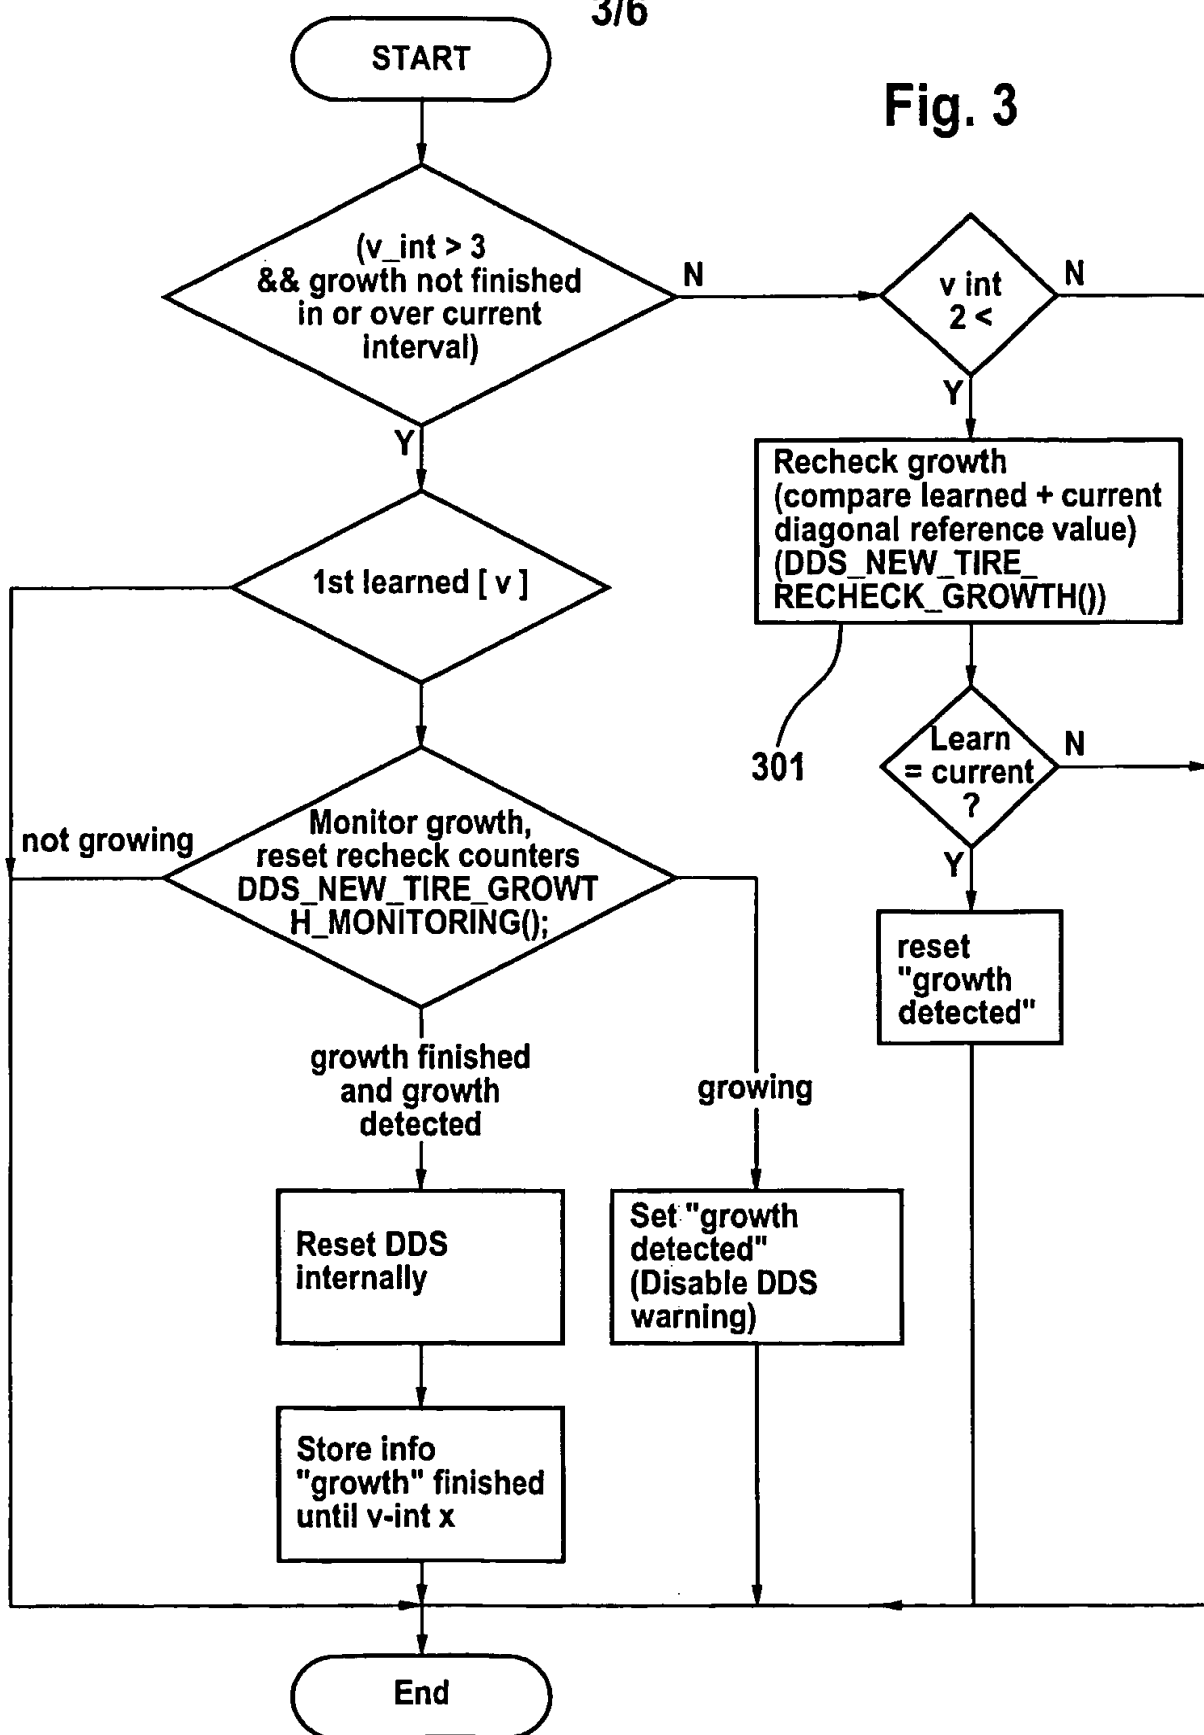 3/6
START
Fig. 3
(v_int > 3
&& growth not finished
in or over current
interval)
N
v int
2 <
N
Y
Y
Recheck growth
(compare learned + current
diagonal reference value)
(DDS_NEW_TIRE_
RECHECK_GROWTH())
1st learned [ v ]
301
Learn
= current
?
N
Y
not growing
Monitor growth,
reset recheck counters
DDS_NEW_TIRE_GROWT
H_MONITORING();
reset
"growth
detected"
growth finished
and growth
detected
growing
Reset DDS
internally
Set "growth
detected"
(Disable DDS
warning)
Store info
"growth" finished
until v-int x
End